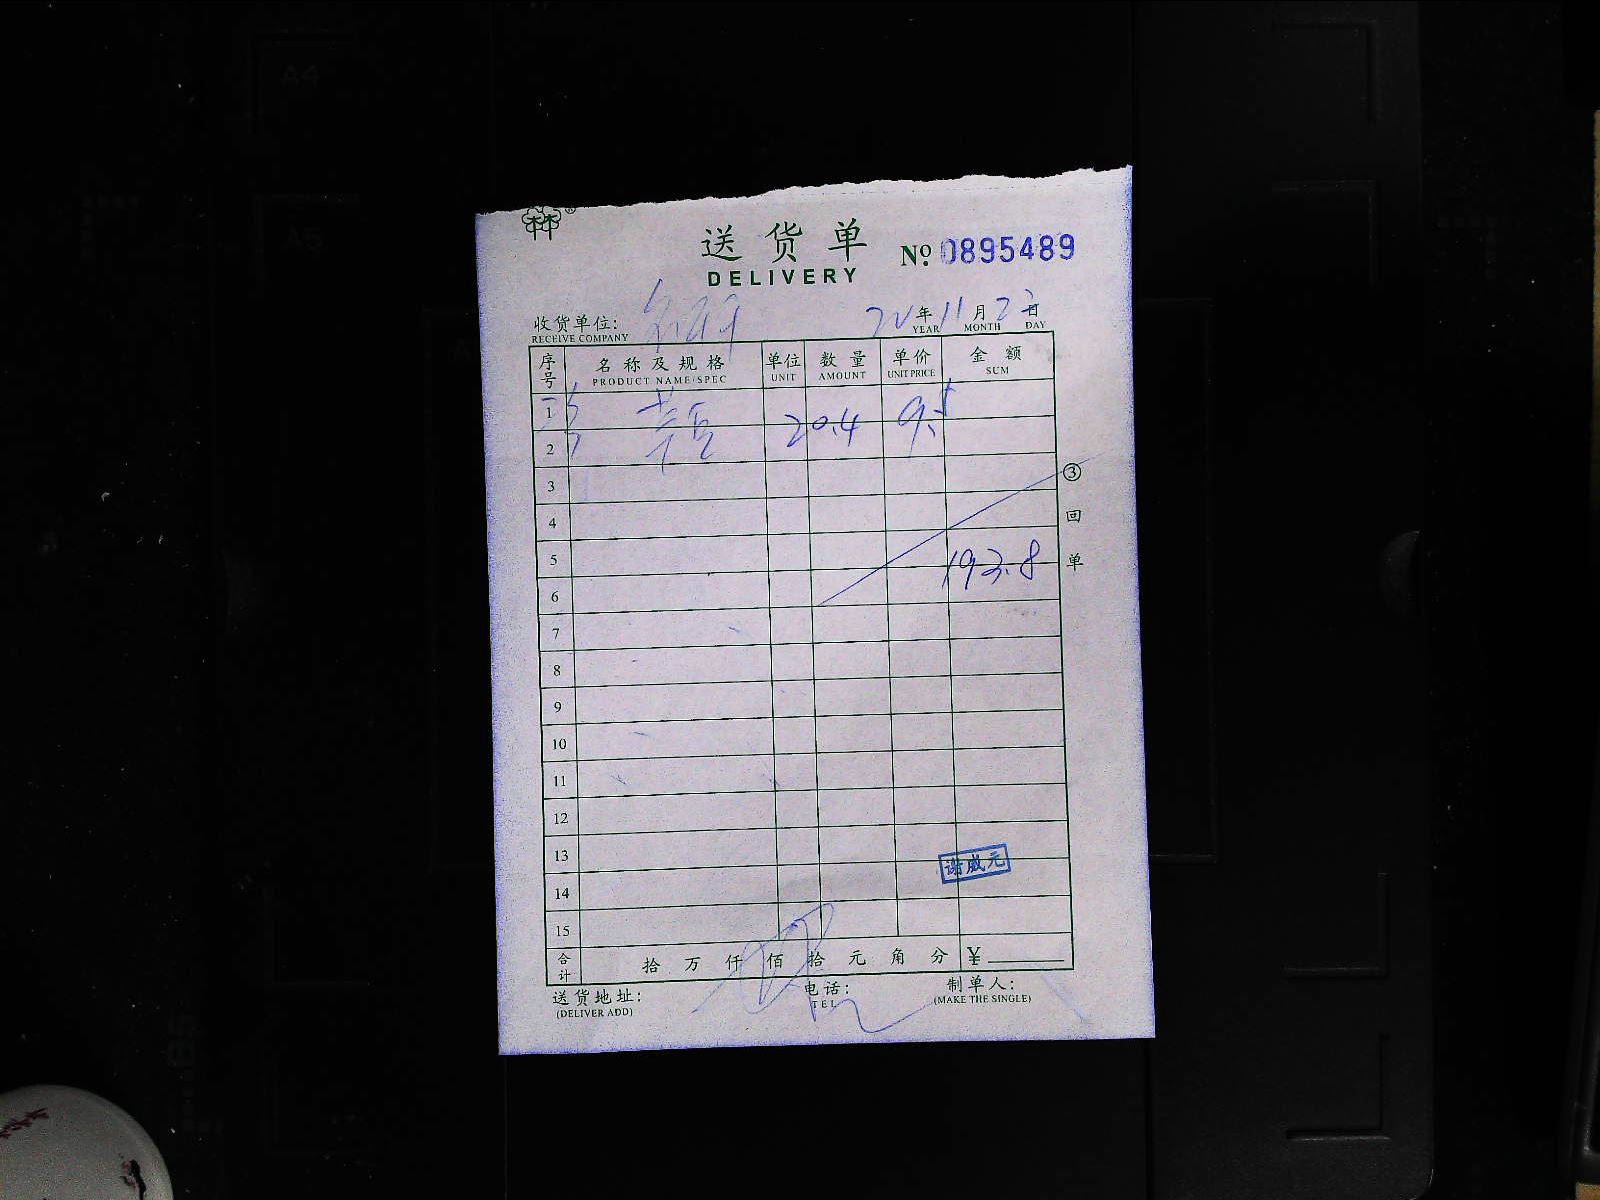 送货单
DELIVERY
№ 0895489
收货单位:
RECEIVE COMPANY
年 11 月 日
YEAR MONTH DAY
序号 名称及规格 单位 数量 单价 金额
PRODUCT NAME/SPEC UNIT AMOUNT UNIT PRICE SUM
1
20.4 9.5
2
3
③回单
4
5
193.8
6
7
8
9
10
11
12
13
谢威元
14
15
合计 拾 万 仟 佰 拾 元 角 分 ¥
送货地址: 电话: 制单人:
(DELIVER ADD) TEL (MAKE THE SINGLE)